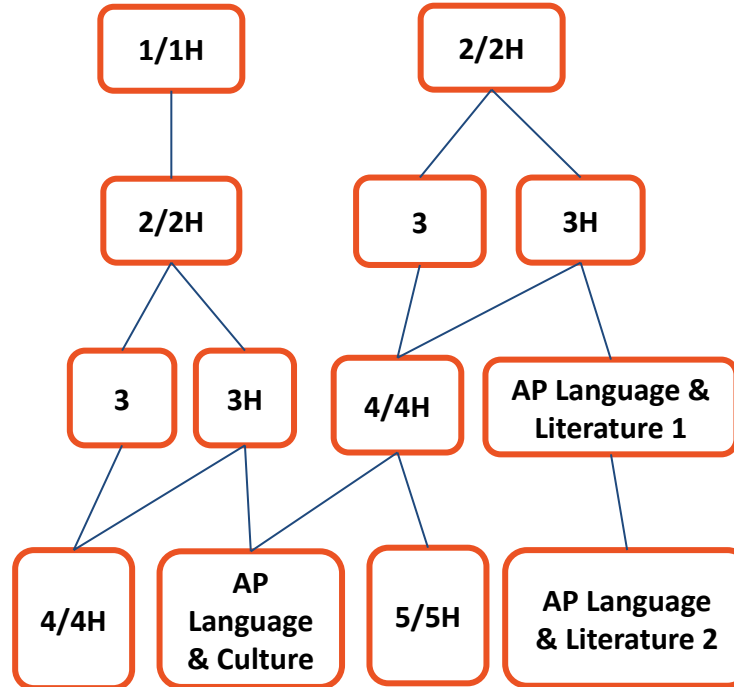 1/1H
2/2H
2/2H
3
3H
3
3H
4/4H
AP Language &
Literature 1
4/4H
AP
Language
& Culture
5/5H
AP Language
& Literature 2